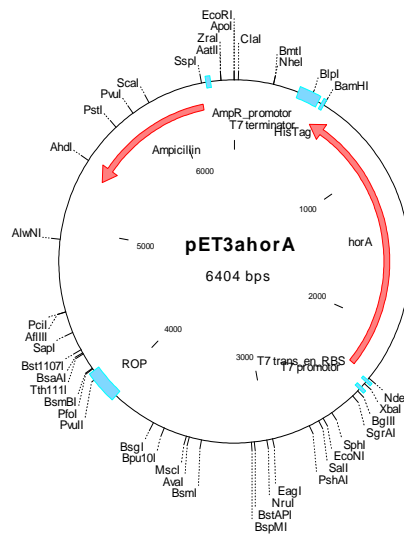 EcoRI
ApoI
ZraI
ClaI
AatII
SspI
BmtI
NheI
ScaI
BlpI
PvuI
BamHI
PstI
AmpR_promotor
T7 terminator
HisTag
AhdI
Ampicillin
6000
1000
AlwNI
5000
pET3ahorA
horA
6404 bps
2000
PciI
AflIII
SapI
4000
3000
Bst1107I
BsaAI
Tth111I
ROP
T7 trans_en_RBS
T7 promotor
BsmBI
PfoI
PvuII
Nde
XbaI
BglII
SgrAI
SphI
EcoNI
SalI
PshAI
BsgI
Bpu10I
MscI
AvaI
BsmI
EagI
NruI
BstAPI
BspMI